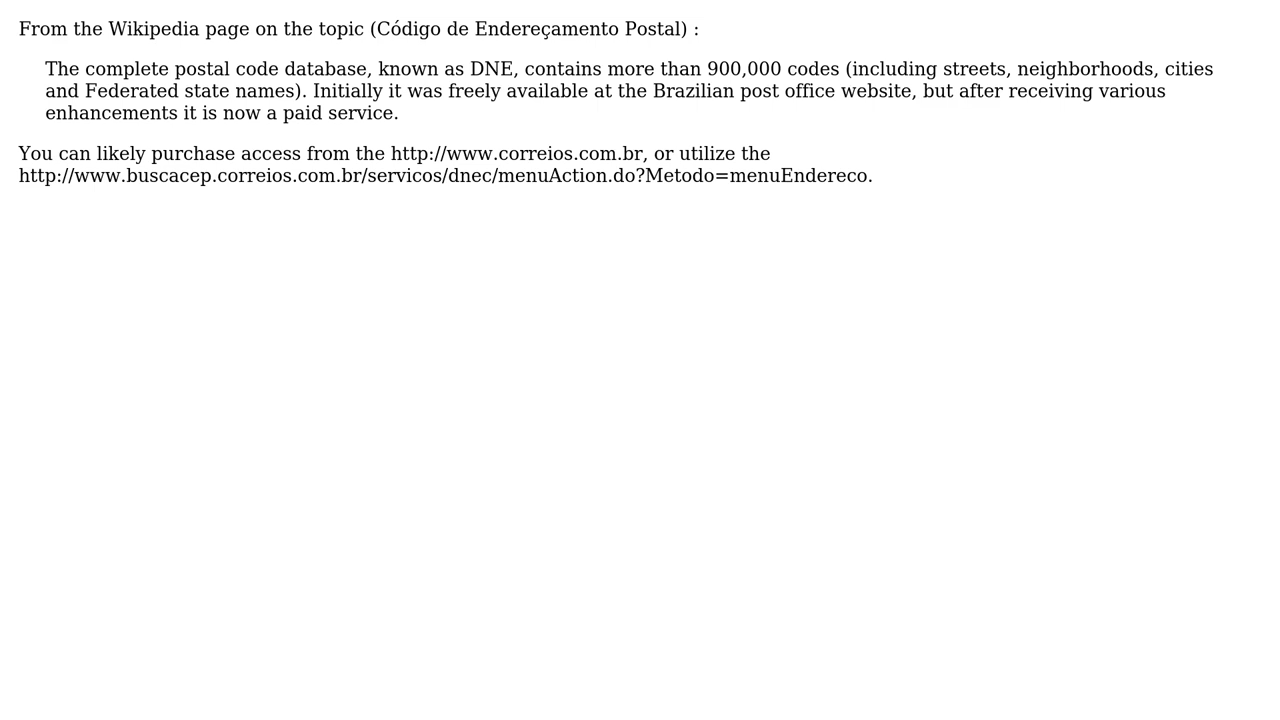 From the Wikipedia page on the topic (Código de Endereçamento Postal) :
The complete postal code database, known as DNE, contains more than 900,000 codes (including streets, neighborhoods, cities
and Federated state names). Initially it was freely available at the Brazilian post office website, but after receiving various
enhancements it is now a paid service.
You can likely purchase access from the http://www.correios.com.br, or utilize the
http://www.buscacep.correios.com.br/servicos/dnec/menuAction.do?Metodo=menuEndereco.